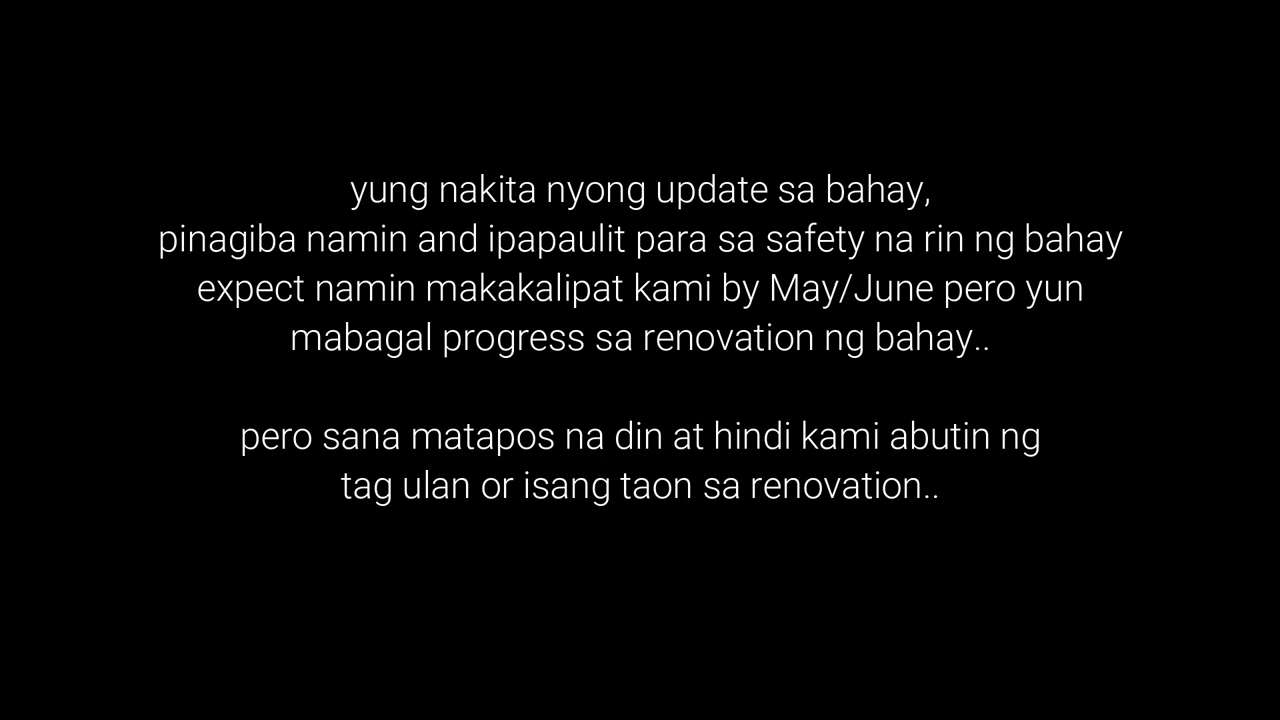 yung nakita nyong update sa bahay,
pinagiba namin and ipapaulit para sa safety na rin ng bahay
expect namin makakalipat kami by May/June pero yun
mabagal progress sa renovation ng bahay..
pero sana matapos na din at hindi kami abutin ng
tag ulan or isang taon sa renovation..